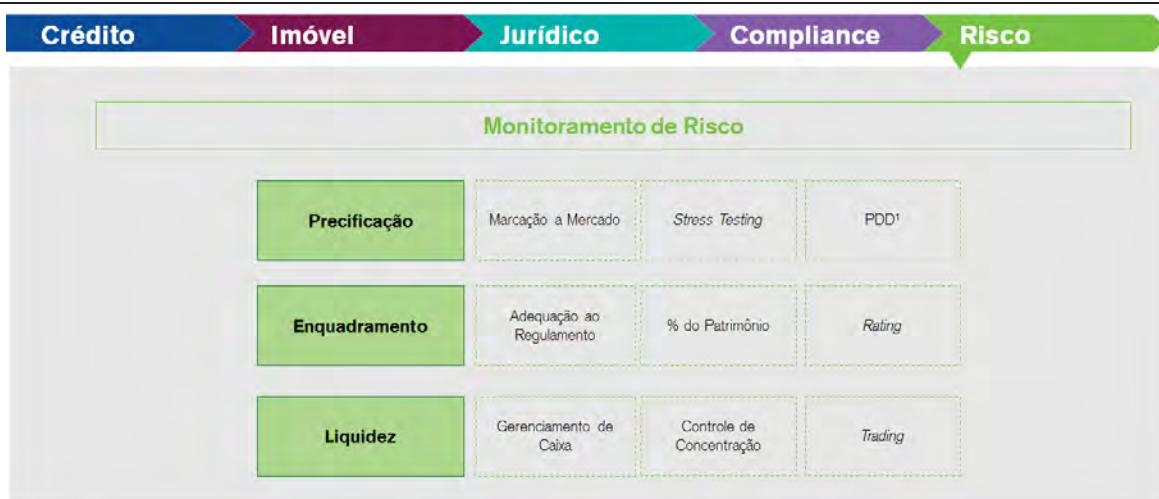 Crédito Imóvel Jurídico Compliance Risco
Monitoramento de Risco
Precificação
Marcação a Mercado
Stress Testing
PDD¹
Enquadramento
Adequação ao
Regulamento
% do Patrimônio
Rating
Liquidez
Gerenciamento de
Caixa
Controle de
Concentração
Trading